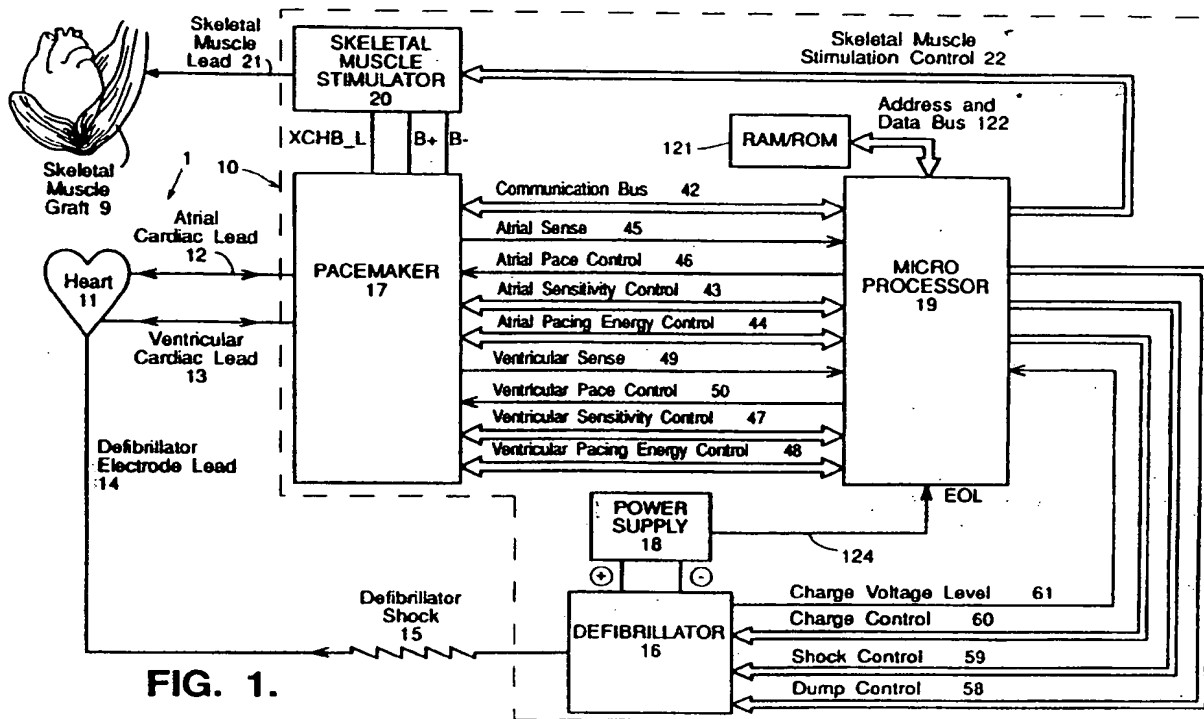 Skeletal
Muscle
Lead 21
SKELETAL
MUSCLE
STIMULATOR
20
Skeletal Muscle
Stimulation Control 22
Address and
Data Bus 122
121
RAM/ROM
XCHB_L
B+
B-
Skeletal
Muscle
Graft 9
1
10
Atrial
Cardiac Lead
12
Heart
11
Ventricular
Cardiac Lead
13
PACEMAKER
17
Communication Bus 42
Atrial Sense 45
Atrial Pace Control 46
Atrial Sensitivity Control 43
Atrial Pacing Energy Control 44
Ventricular Sense 49
Ventricular Pace Control 50
Ventricular Sensitivity Control 47
Ventricular Pacing Energy Control 48
MICRO
PROCESSOR
19
EOL
Defibrillator
Electrode Lead
14
POWER
SUPPLY
18
124
+
-
Defibrillator
Shock
15
DEFIBRILLATOR
16
Charge Voltage Level 61
Charge Control 60
Shock Control 59
Dump Control 58
FIG. 1.